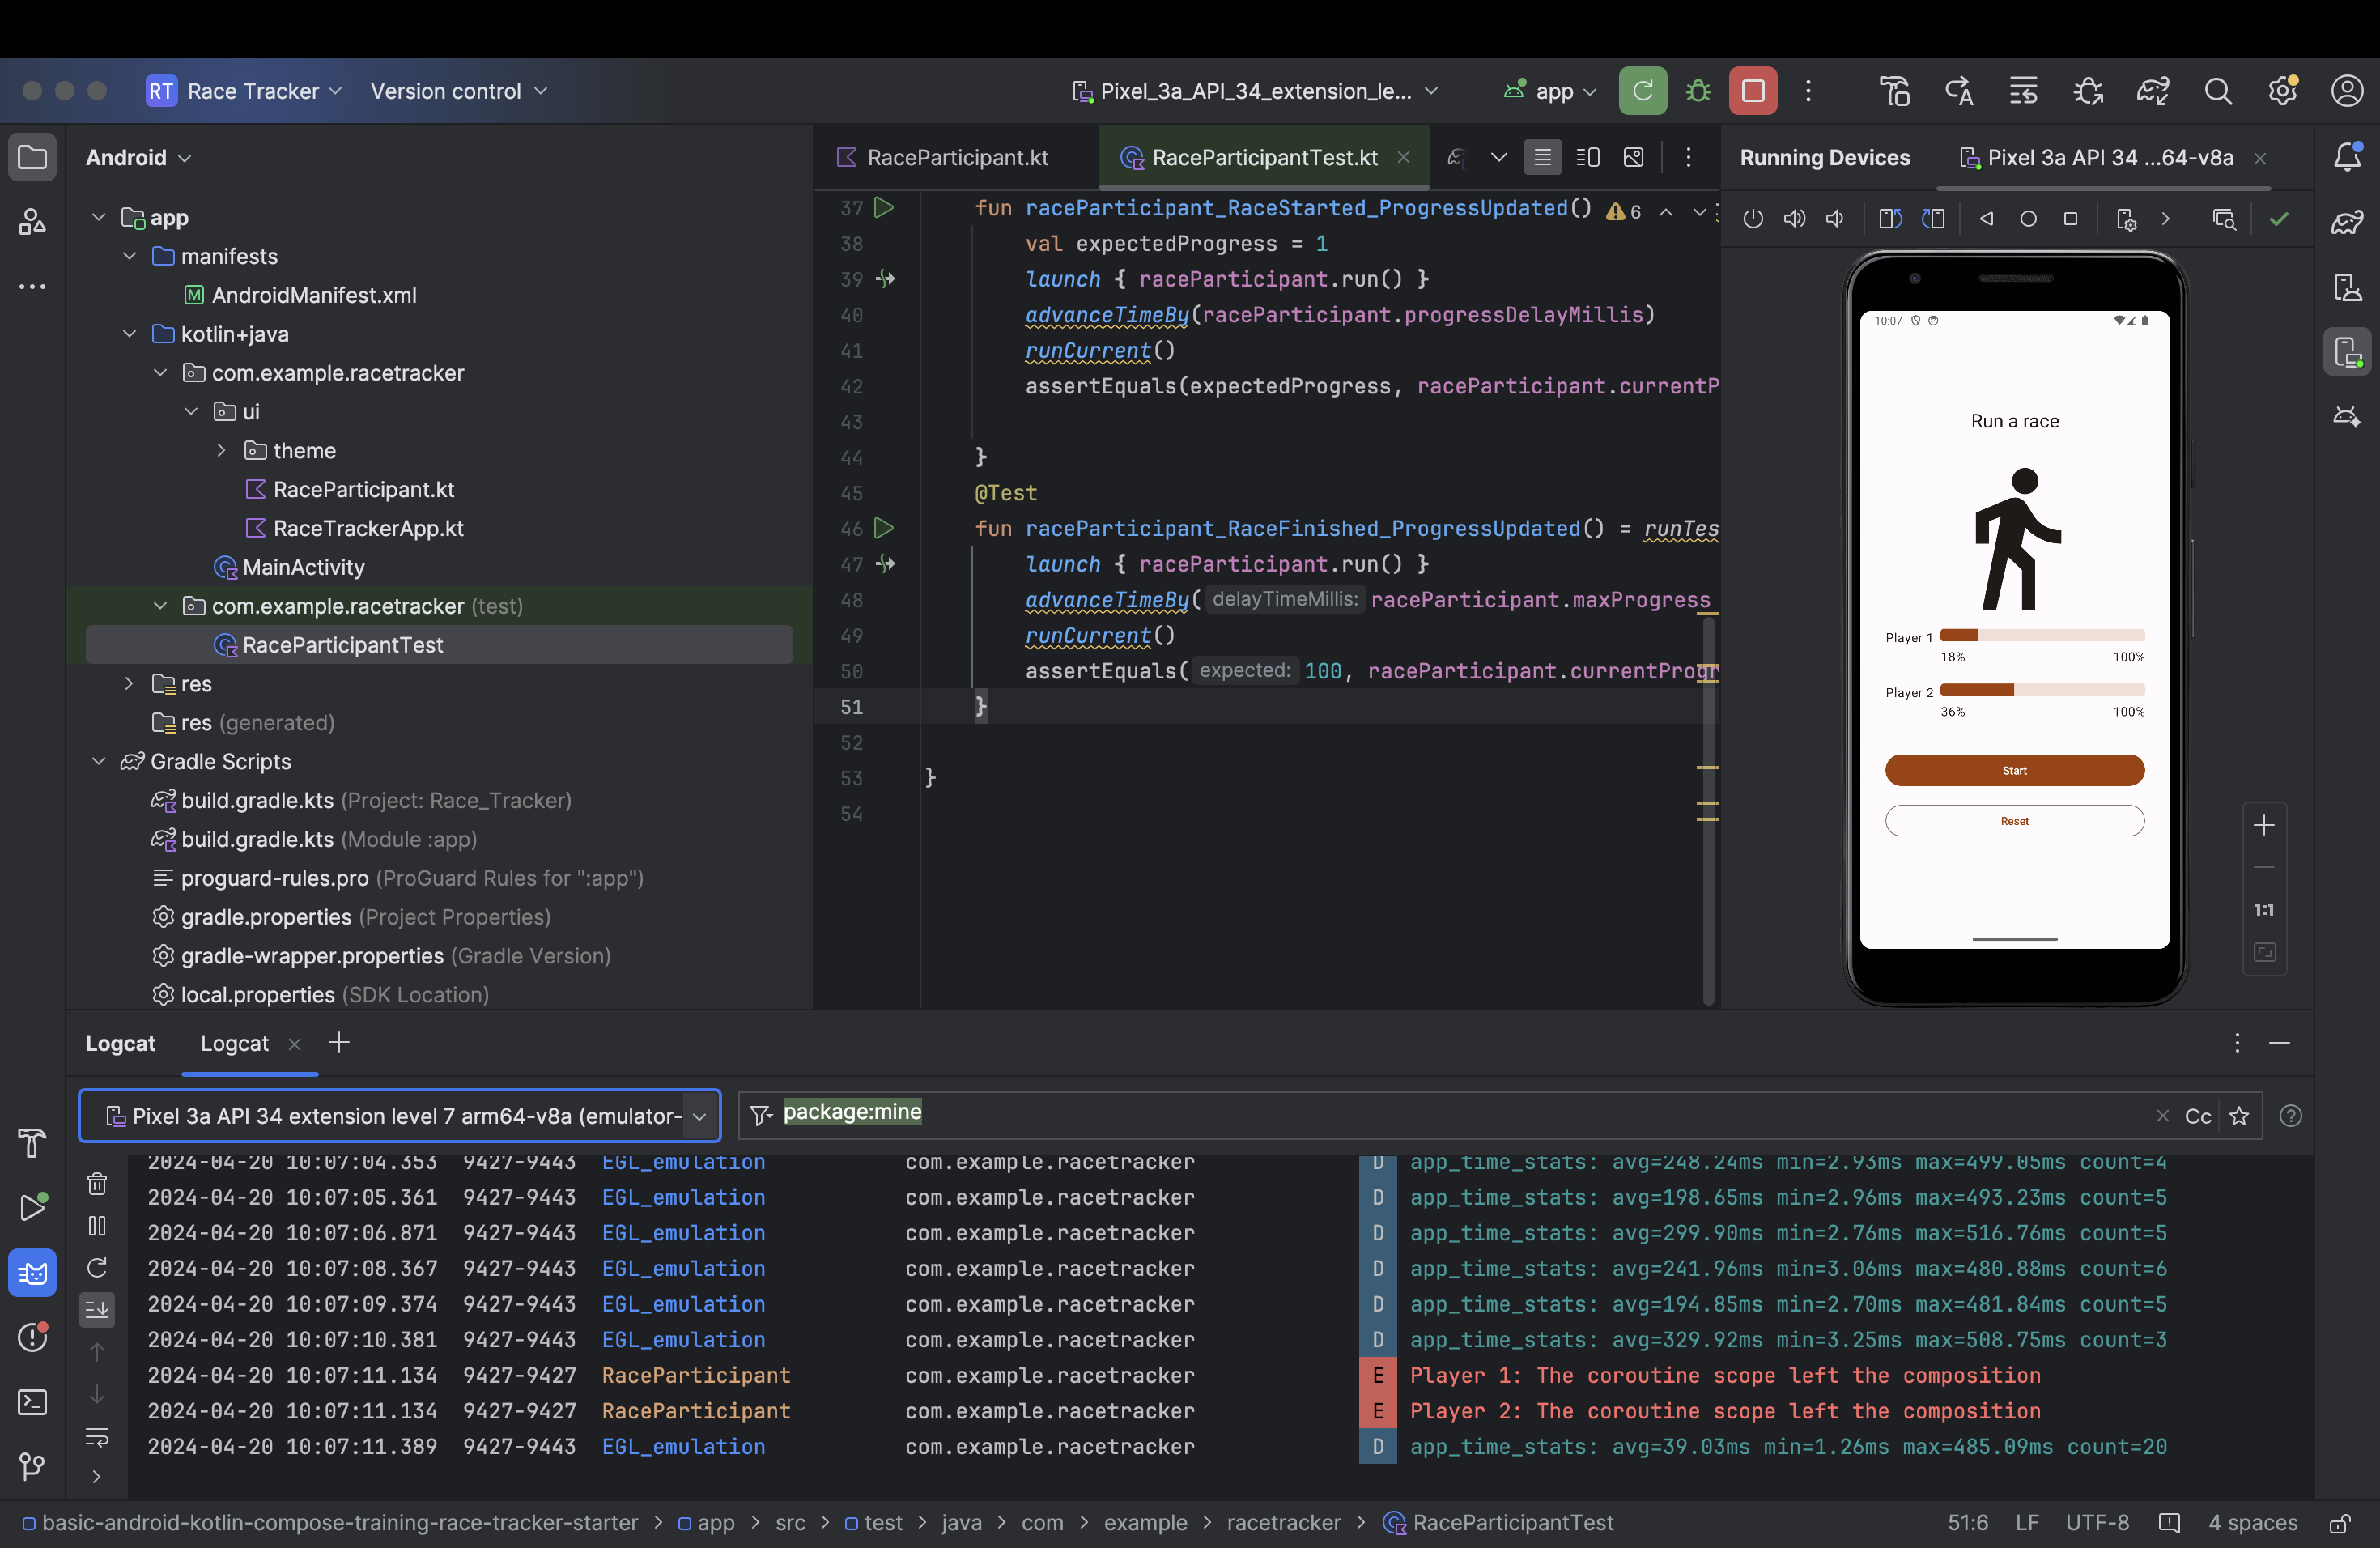 RT Race Tracker Version control Pixel_3a_API_34_extension_le... app
Android
app
manifests
AndroidManifest.xml
kotlin+java
com.example.racetracker
ui
theme
RaceParticipant.kt
RaceTrackerApp.kt
MainActivity
com.example.racetracker (test)
RaceParticipantTest
res
res (generated)
Gradle Scripts
build.gradle.kts (Project: Race_Tracker)
build.gradle.kts (Module :app)
proguard-rules.pro (ProGuard Rules for ":app")
gradle.properties (Project Properties)
gradle-wrapper.properties (Gradle Version)
local.properties (SDK Location)
RaceParticipant.kt RaceParticipantTest.kt
37 fun raceParticipant_RaceStarted_ProgressUpdated() 6
38 val expectedProgress = 1
39 launch { raceParticipant.run() }
40 advanceTimeBy(raceParticipant.progressDelayMillis)
41 runCurrent()
42 assertEquals(expectedProgress, raceParticipant.currentP
43
44 }
45 @Test
46 fun raceParticipant_RaceFinished_ProgressUpdated() = runTes
47 launch { raceParticipant.run() }
48 advanceTimeBy( delayTimeMillis: raceParticipant.maxProgress
49 runCurrent()
50 assertEquals( expected: 100, raceParticipant.currentProgr
51 }
52
53 }
54
Running Devices Pixel 3a API 34 ...64-v8a
10:07
Run a race
Player 1
18% 100%
Player 2
36% 100%
Start
Reset
1:1
Logcat Logcat
Pixel 3a API 34 extension level 7 arm64-v8a (emulator- package:mine Cc
2024-04-20 10:07:04.353 9427-9443 EGL_emulation com.example.racetracker D app_time_stats: avg=248.24ms min=2.93ms max=499.05ms count=4
2024-04-20 10:07:05.361 9427-9443 EGL_emulation com.example.racetracker D app_time_stats: avg=198.65ms min=2.96ms max=493.23ms count=5
2024-04-20 10:07:06.871 9427-9443 EGL_emulation com.example.racetracker D app_time_stats: avg=299.90ms min=2.76ms max=516.76ms count=5
2024-04-20 10:07:08.367 9427-9443 EGL_emulation com.example.racetracker D app_time_stats: avg=241.96ms min=3.06ms max=480.88ms count=6
2024-04-20 10:07:09.374 9427-9443 EGL_emulation com.example.racetracker D app_time_stats: avg=194.85ms min=2.70ms max=481.84ms count=5
2024-04-20 10:07:10.381 9427-9443 EGL_emulation com.example.racetracker D app_time_stats: avg=329.92ms min=3.25ms max=508.75ms count=3
2024-04-20 10:07:11.134 9427-9427 RaceParticipant com.example.racetracker E Player 1: The coroutine scope left the composition
2024-04-20 10:07:11.134 9427-9427 RaceParticipant com.example.racetracker E Player 2: The coroutine scope left the composition
2024-04-20 10:07:11.389 9427-9443 EGL_emulation com.example.racetracker D app_time_stats: avg=39.03ms min=1.26ms max=485.09ms count=20
basic-android-kotlin-compose-training-race-tracker-starter > app > src > test > java > com > example > racetracker > RaceParticipantTest 51:6 LF UTF-8 4 spaces